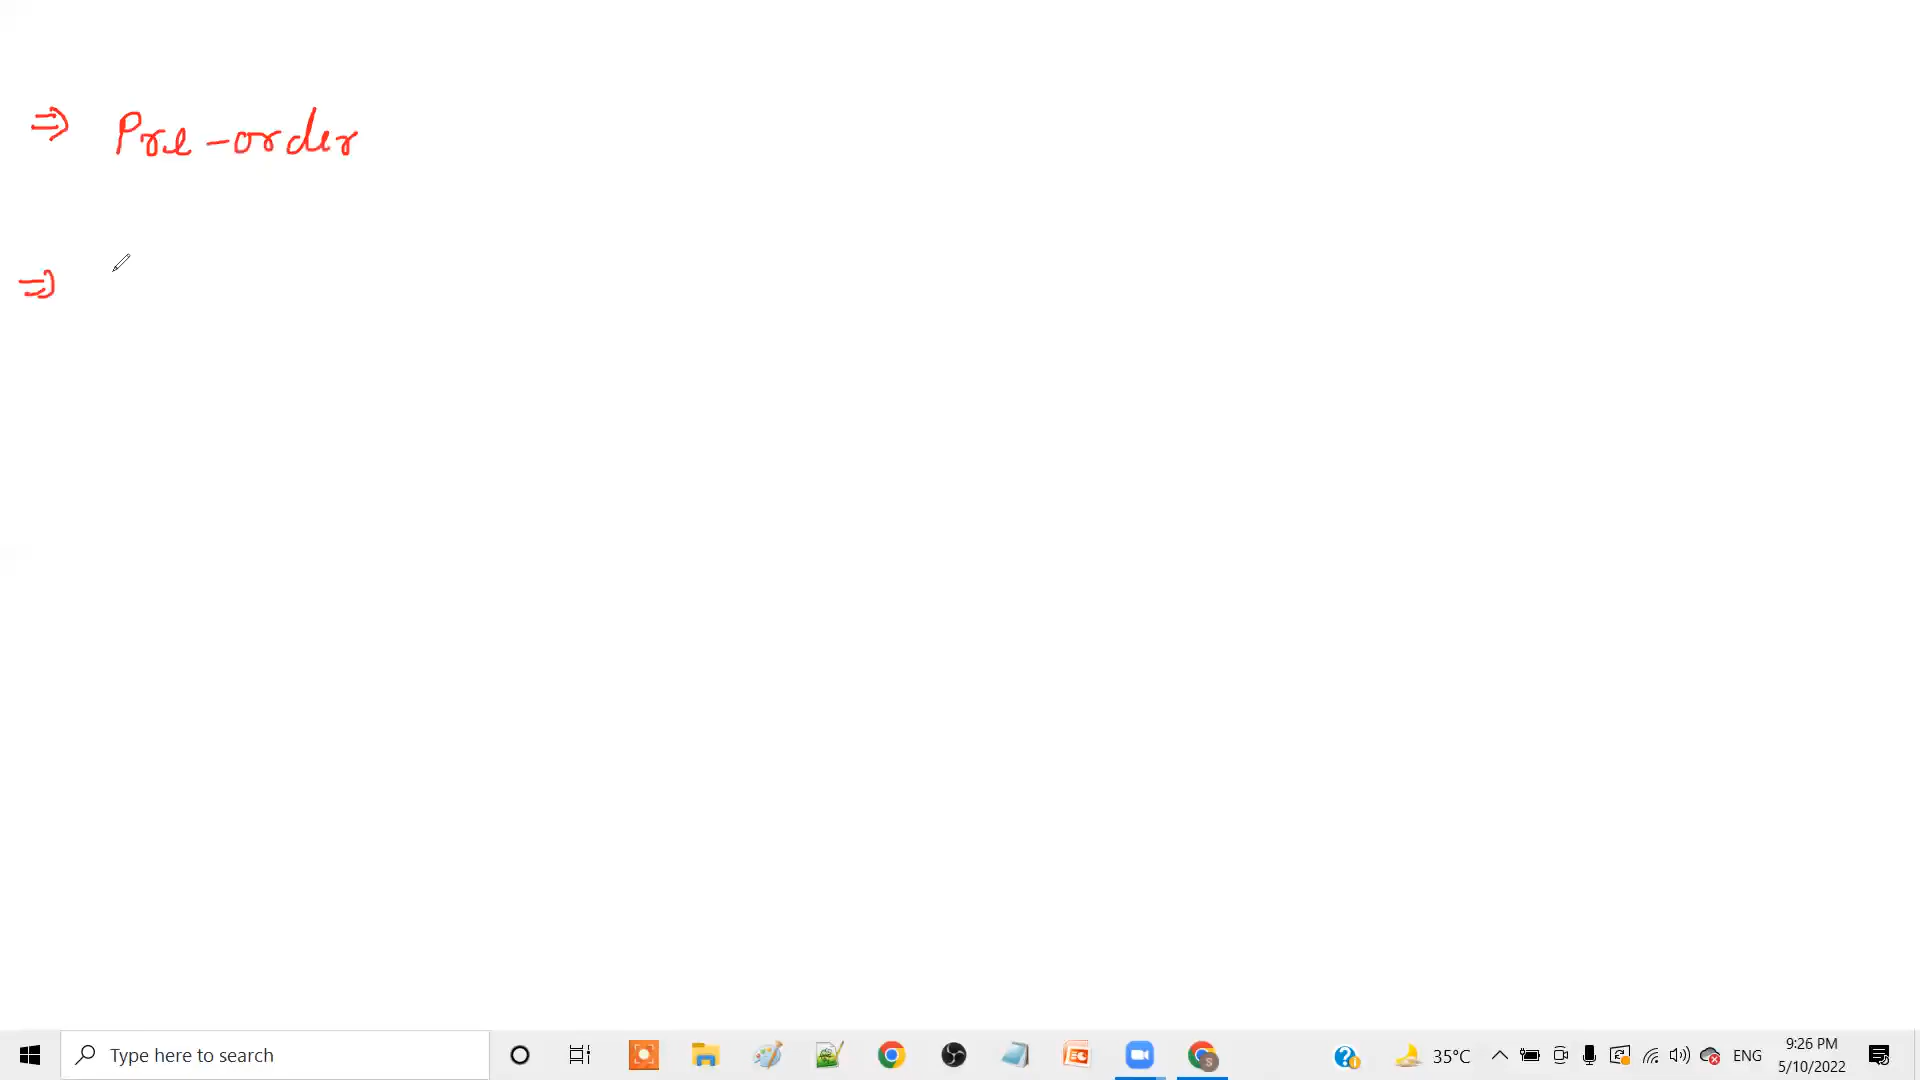 ⇒ Pre-order
⇒
Type here to search
35°C
ENG
9:26 PM
5/10/2022